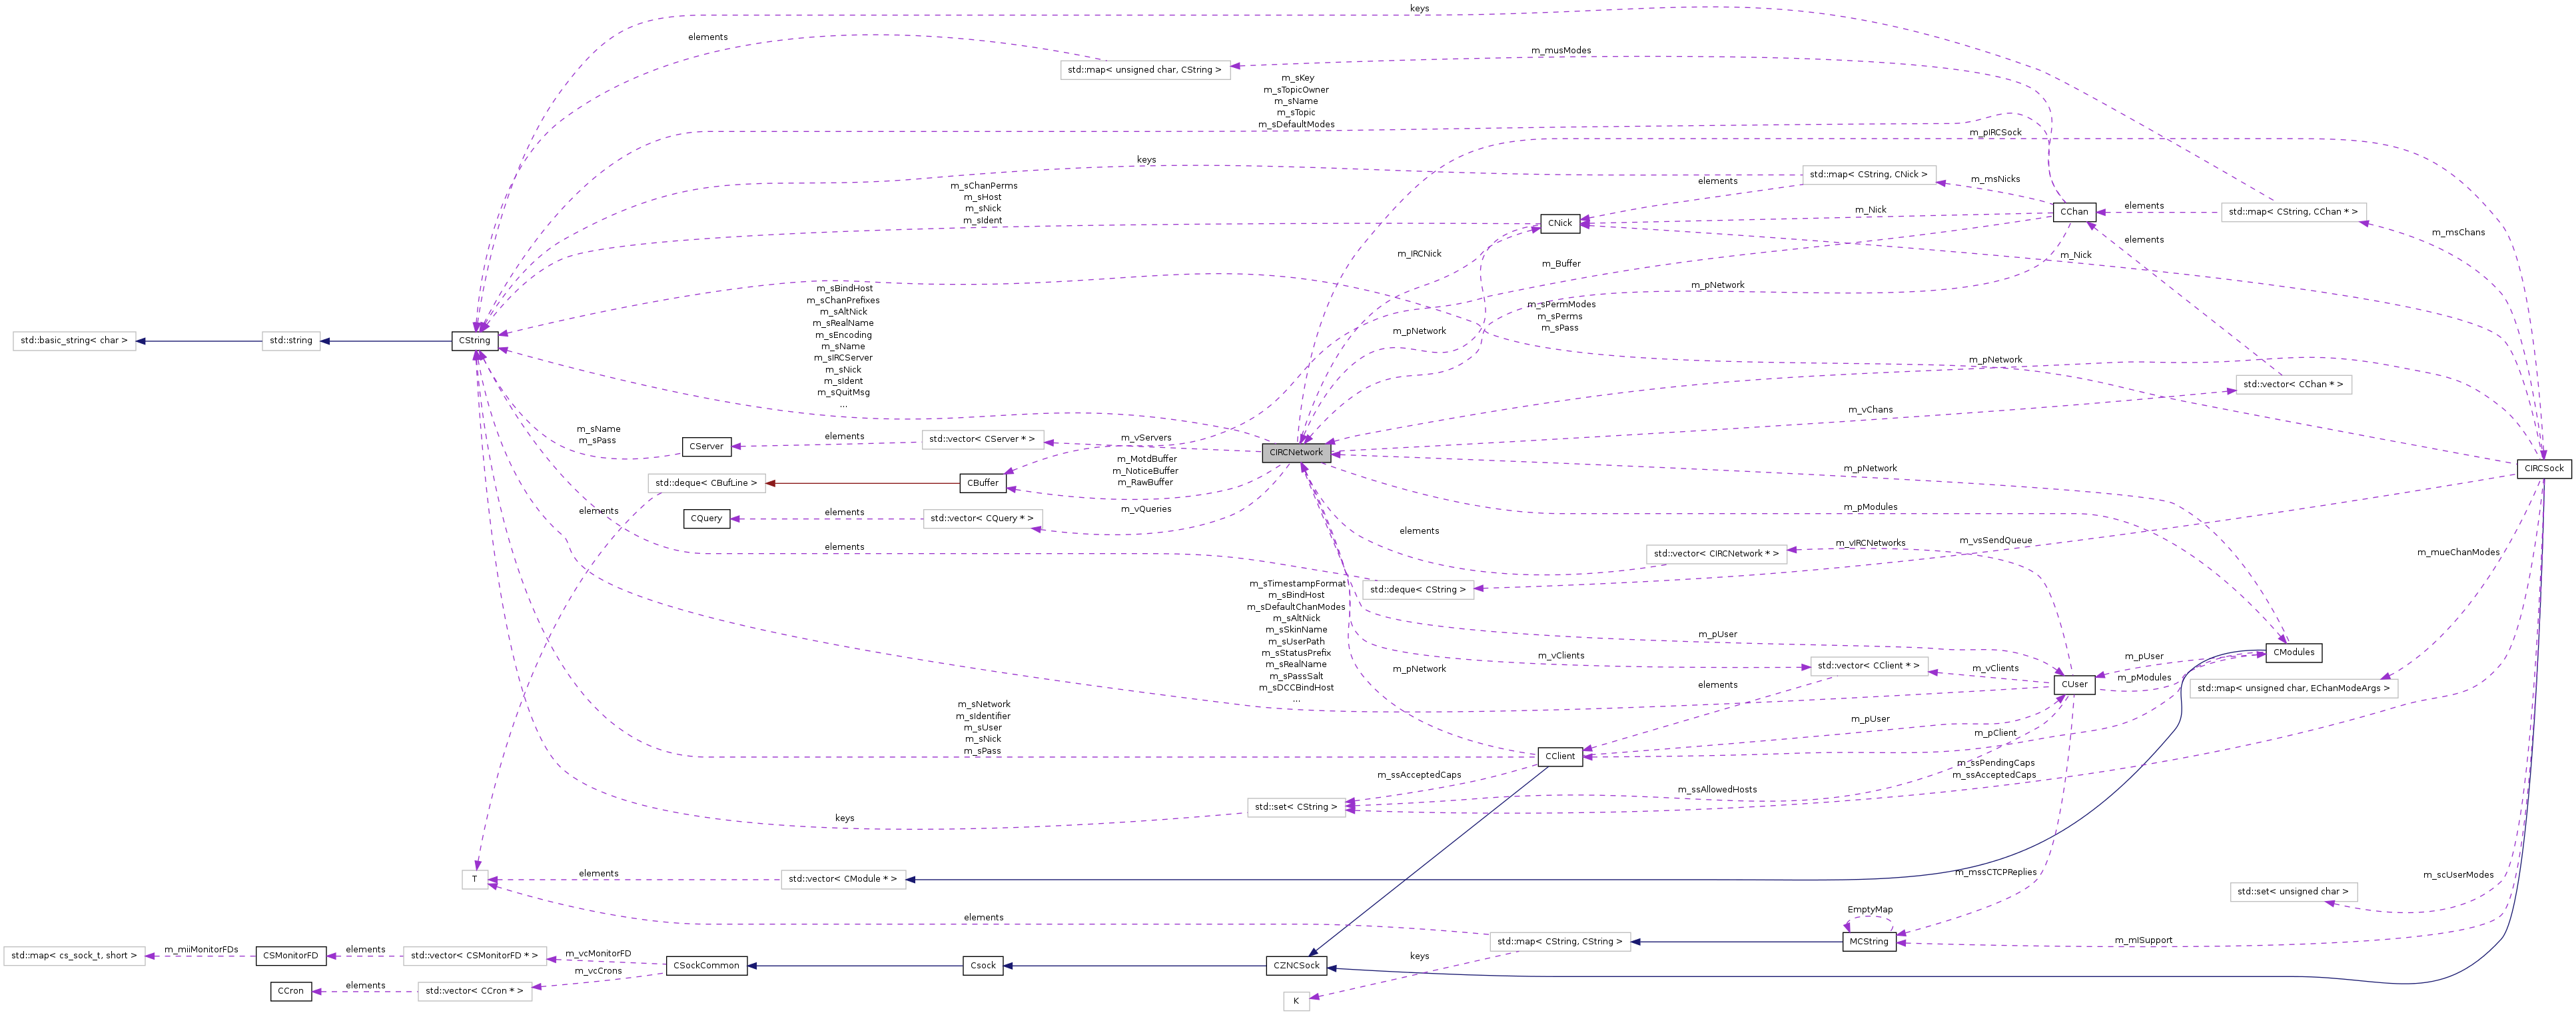 keys
elements
m_musModes
std::map< unsigned char, CString >
m_sKey
m_sTopicOwner
m_sName
m_sTopic
m_sDefaultModes
m_pIRCSock
keys
std::map< CString, CNick >
elements
m_msNicks
m_sChanPerms
m_sHost
m_sNick
m_sIdent
CNick
m_Nick
CChan
elements
std::map< CString, CChan * >
m_msChans
m_IRCNick
m_Buffer
elements
m_Nick
m_pNetwork
m_sBindHost
m_sChanPrefixes
m_sAltNick
m_sRealName
m_sEncoding
m_sName
m_sIRCServer
m_sNick
m_sIdent
m_sQuitMsg
...
m_sPermModes
m_sPerms
m_sPass
m_pNetwork
std::basic_string< char >
std::string
CString
m_pNetwork
std::vector< CChan * >
m_vChans
m_sName
m_sPass
CServer
elements
std::vector< CServer * >
m_vServers
CIRCNetwork
m_MotdBuffer
m_NoticeBuffer
m_RawBuffer
m_pNetwork
CIRCSock
std::deque< CBufLine >
CBuffer
elements
CQuery
elements
std::vector< CQuery * >
m_vQueries
m_pModules
elements
elements
std::vector< CIRCNetwork * >
m_vIRCNetworks
m_vsSendQueue
m_mueChanModes
std::deque< CString >
m_sTimestampFormat
m_sBindHost
m_sDefaultChanModes
m_sAltNick
m_sSkinName
m_sUserPath
m_sStatusPrefix
m_sRealName
m_sPassSalt
m_sDCCBindHost
...
m_pUser
m_vClients
m_pNetwork
std::vector< CClient * >
m_vClients
elements
m_pUser
m_pModules
CModules
CUser
std::map< unsigned char, EChanModeArgs >
m_sNetwork
m_sIdentifier
m_sUser
m_sNick
m_sPass
m_pUser
m_pClient
CClient
m_ssAcceptedCaps
m_ssPendingCaps
m_ssAcceptedCaps
m_ssAllowedHosts
std::set< CString >
keys
T
elements
std::vector< CModule * >
m_mssCTCPReplies
m_scUserModes
std::set< unsigned char >
elements
EmptyMap
std::map< CString, CString >
MCString
m_mISupport
keys
K
std::map< cs_sock_t, short >
m_miiMonitorFDs
CSMonitorFD
elements
std::vector< CSMonitorFD * >
m_vcMonitorFD
CSockCommon
Csock
CZNCSock
m_vcCrons
CCron
elements
std::vector< CCron * >